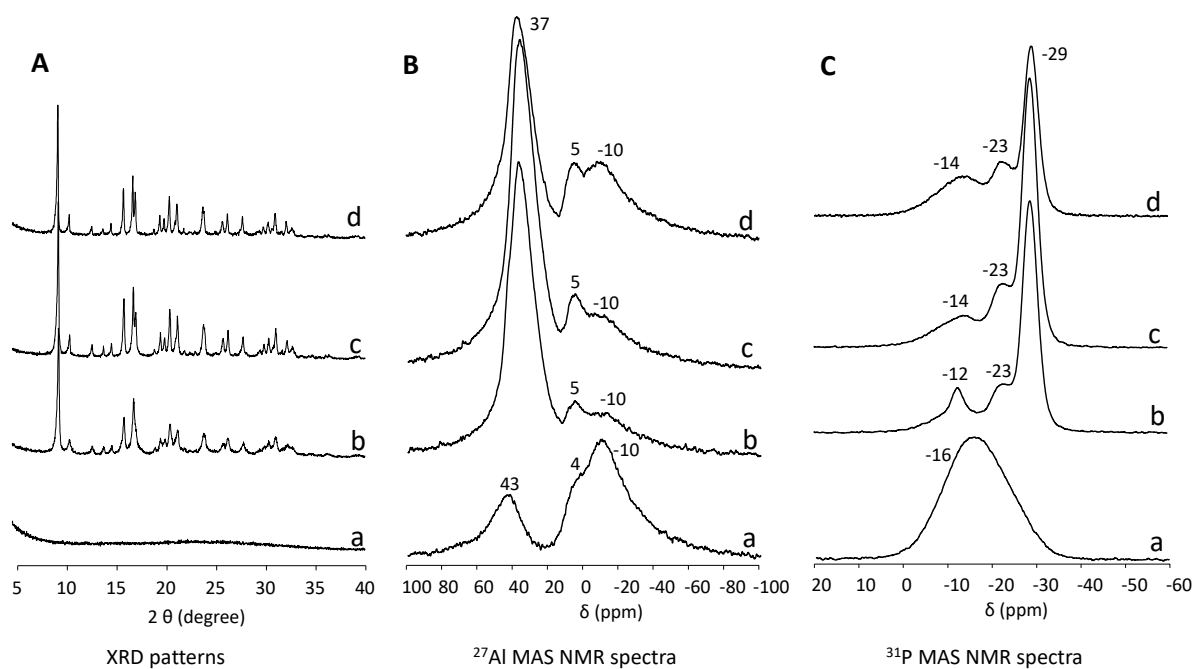 A
d
c
b
a
5 10 15 20 25 30 35 40
2 θ (degree)
XRD patterns
B
37
5 -10
d
5 -10
c
5 -10
b
43 4 -10
a
100 80 60 40 20 0 -20 -40 -60 -80 -100
δ (ppm)
²⁷Al MAS NMR spectra
C
-29
-14 -23
d
-14 -23
c
-12 -23
b
-16
a
20 10 0 -10 -20 -30 -40 -50 -60
δ (ppm)
³¹P MAS NMR spectra